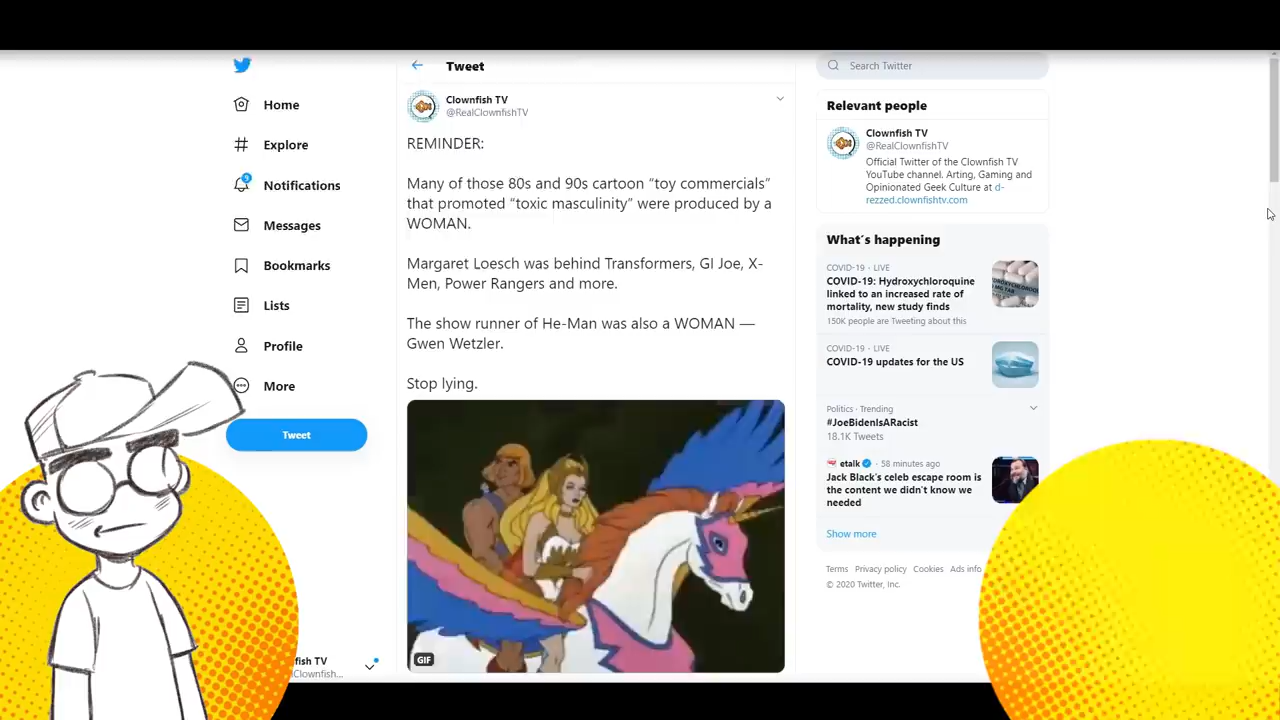 Home
Explore
9
Notifications
Messages
Bookmarks
Lists
Profile
More
Tweet
fish TV
Clownfish...
Tweet
Clownfish TV
@RealClownfishTV
REMINDER:
Many of those 80s and 90s cartoon “toy commercials”
that promoted “toxic masculinity” were produced by a
WOMAN.
Margaret Loesch was behind Transformers, GI Joe, X-
Men, Power Rangers and more.
The show runner of He-Man was also a WOMAN —
Gwen Wetzler.
Stop lying.
GIF
Search Twitter
Relevant people
Clownfish TV
@RealClownfishTV
Official Twitter of the Clownfish TV
YouTube channel. Arting, Gaming and
Opinionated Geek Culture at d-
rezzed.clownfishtv.com
What’s happening
COVID-19 · LIVE
COVID-19: Hydroxychloroquine
linked to an increased rate of
mortality, new study finds
150K people are Tweeting about this
COVID-19 · LIVE
COVID-19 updates for the US
Politics · Trending
#JoeBidenIsARacist
18.1K Tweets
etalk · 58 minutes ago
Jack Black’s celeb escape room is
the content we didn’t know we
needed
Show more
Terms Privacy policy Cookies Ads info
© 2020 Twitter, Inc.